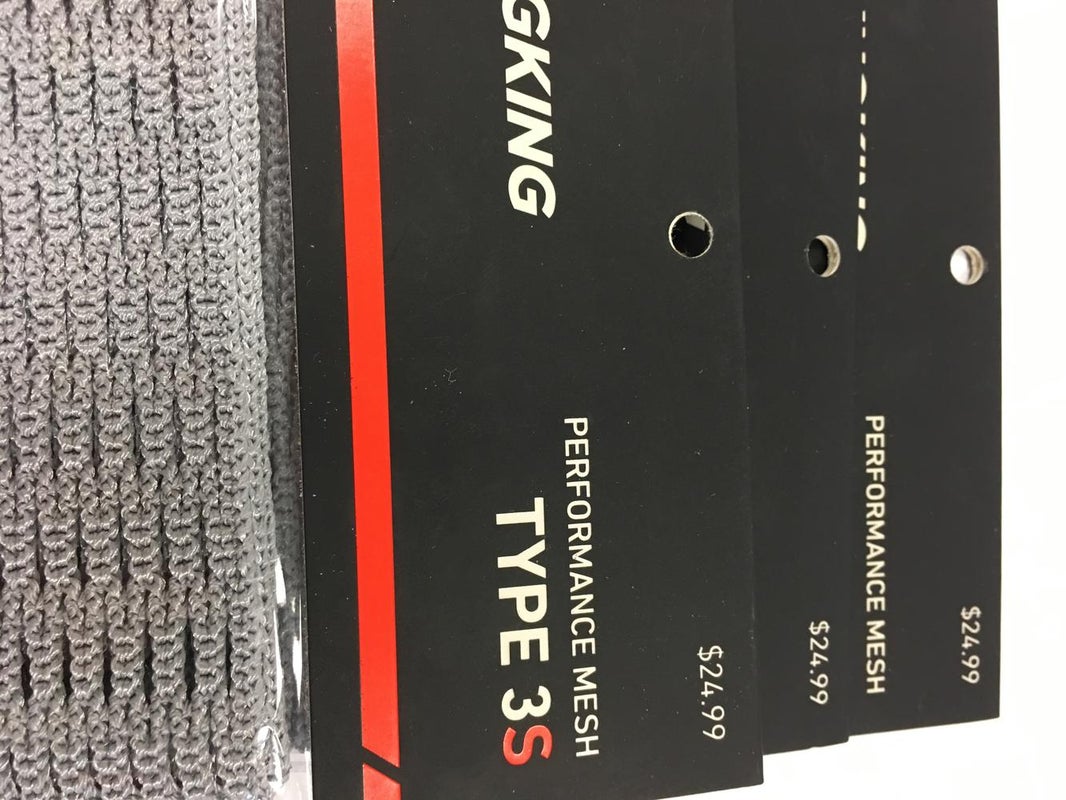 GKING
PERFORMANCE MESH
TYPE 3S
$24.99
$24.99
PERFORMANCE MESH
$24.99